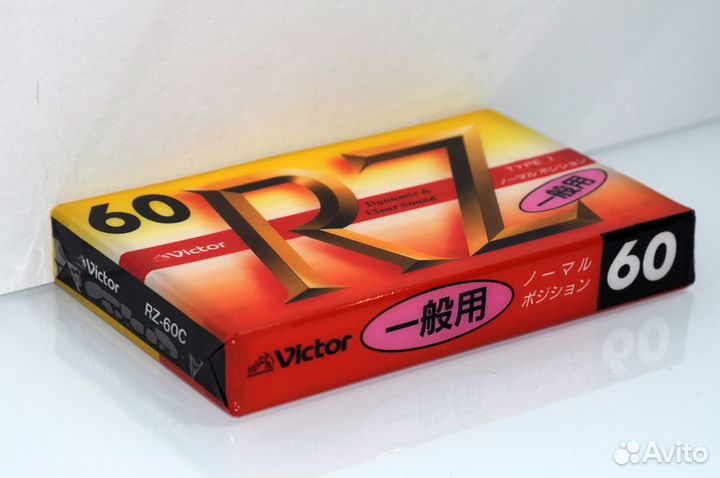 60
Victor
RZ
Dynamic &
Clear Sound
TYPE I
ノーマルポジション
一般用
Victor
RZ-60C
Victor
一般用
ノーマル
ポジション
60
Avito